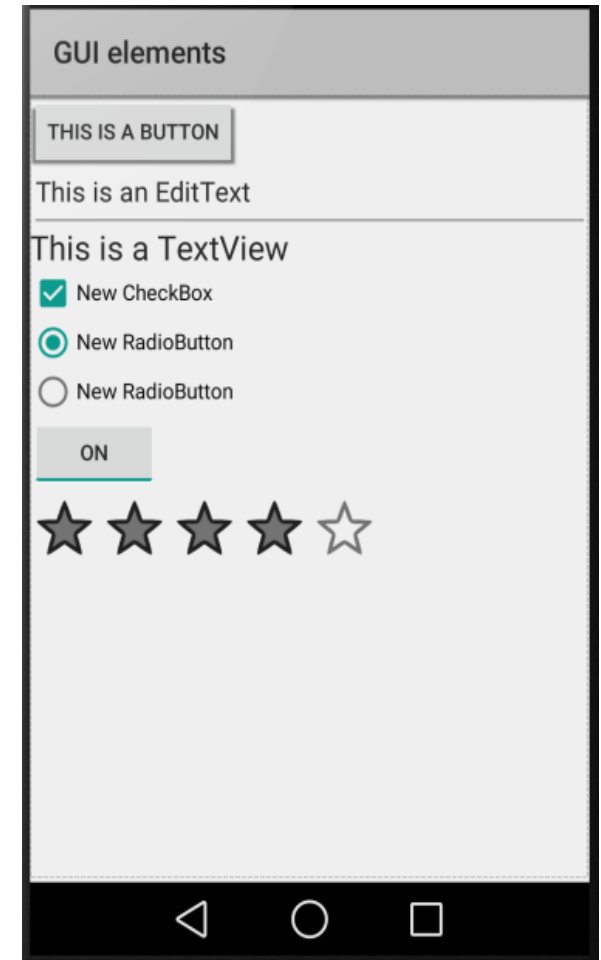 GUI elements
THIS IS A BUTTON
This is an EditText
This is a TextView
New CheckBox
New RadioButton
New RadioButton
ON